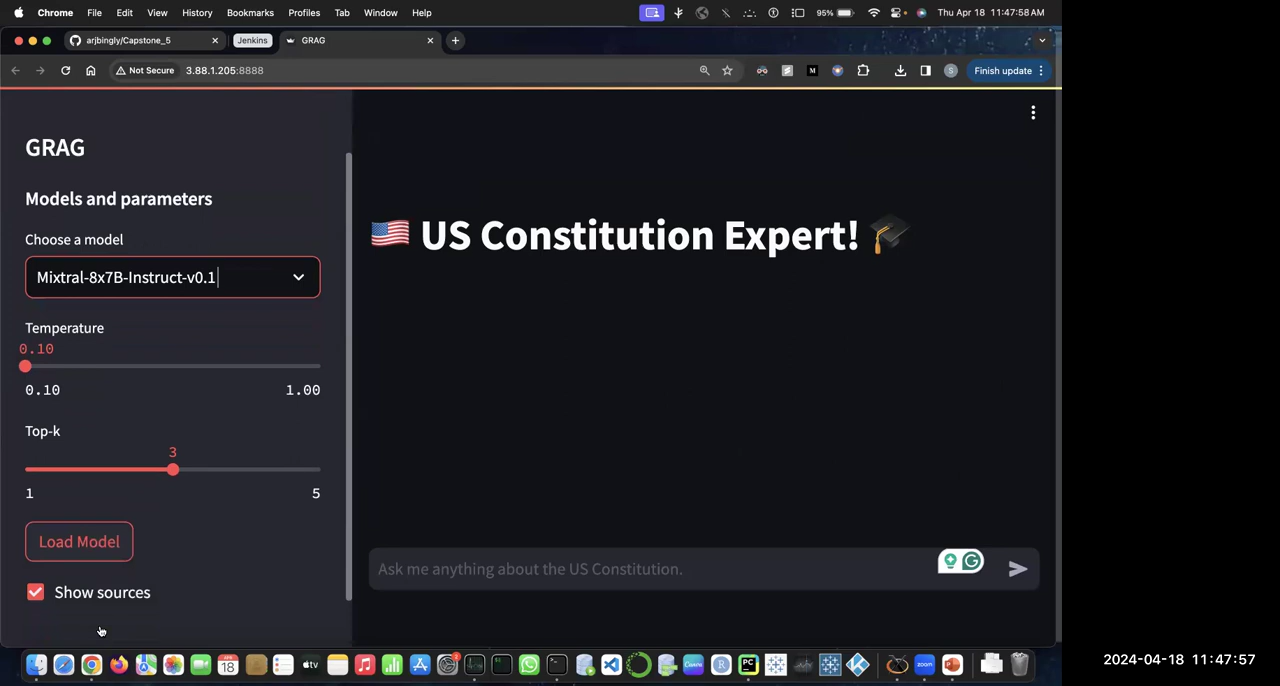 Chrome File Edit View History Bookmarks Profiles Tab Window Help 95% Thu Apr 18 11:47:58 AM
arjbingly/Capstone_5 Jenkins GRAG
Not Secure 3.88.1.205:8888 M S Finish update
GRAG
Models and parameters
Choose a model
Mixtral-8x7B-Instruct-v0.1
Temperature
0.10
0.10 1.00
Top-k
3
1 5
Load Model
Show sources
US Constitution Expert!
Ask me anything about the US Constitution.
2024-04-18 11:47:57